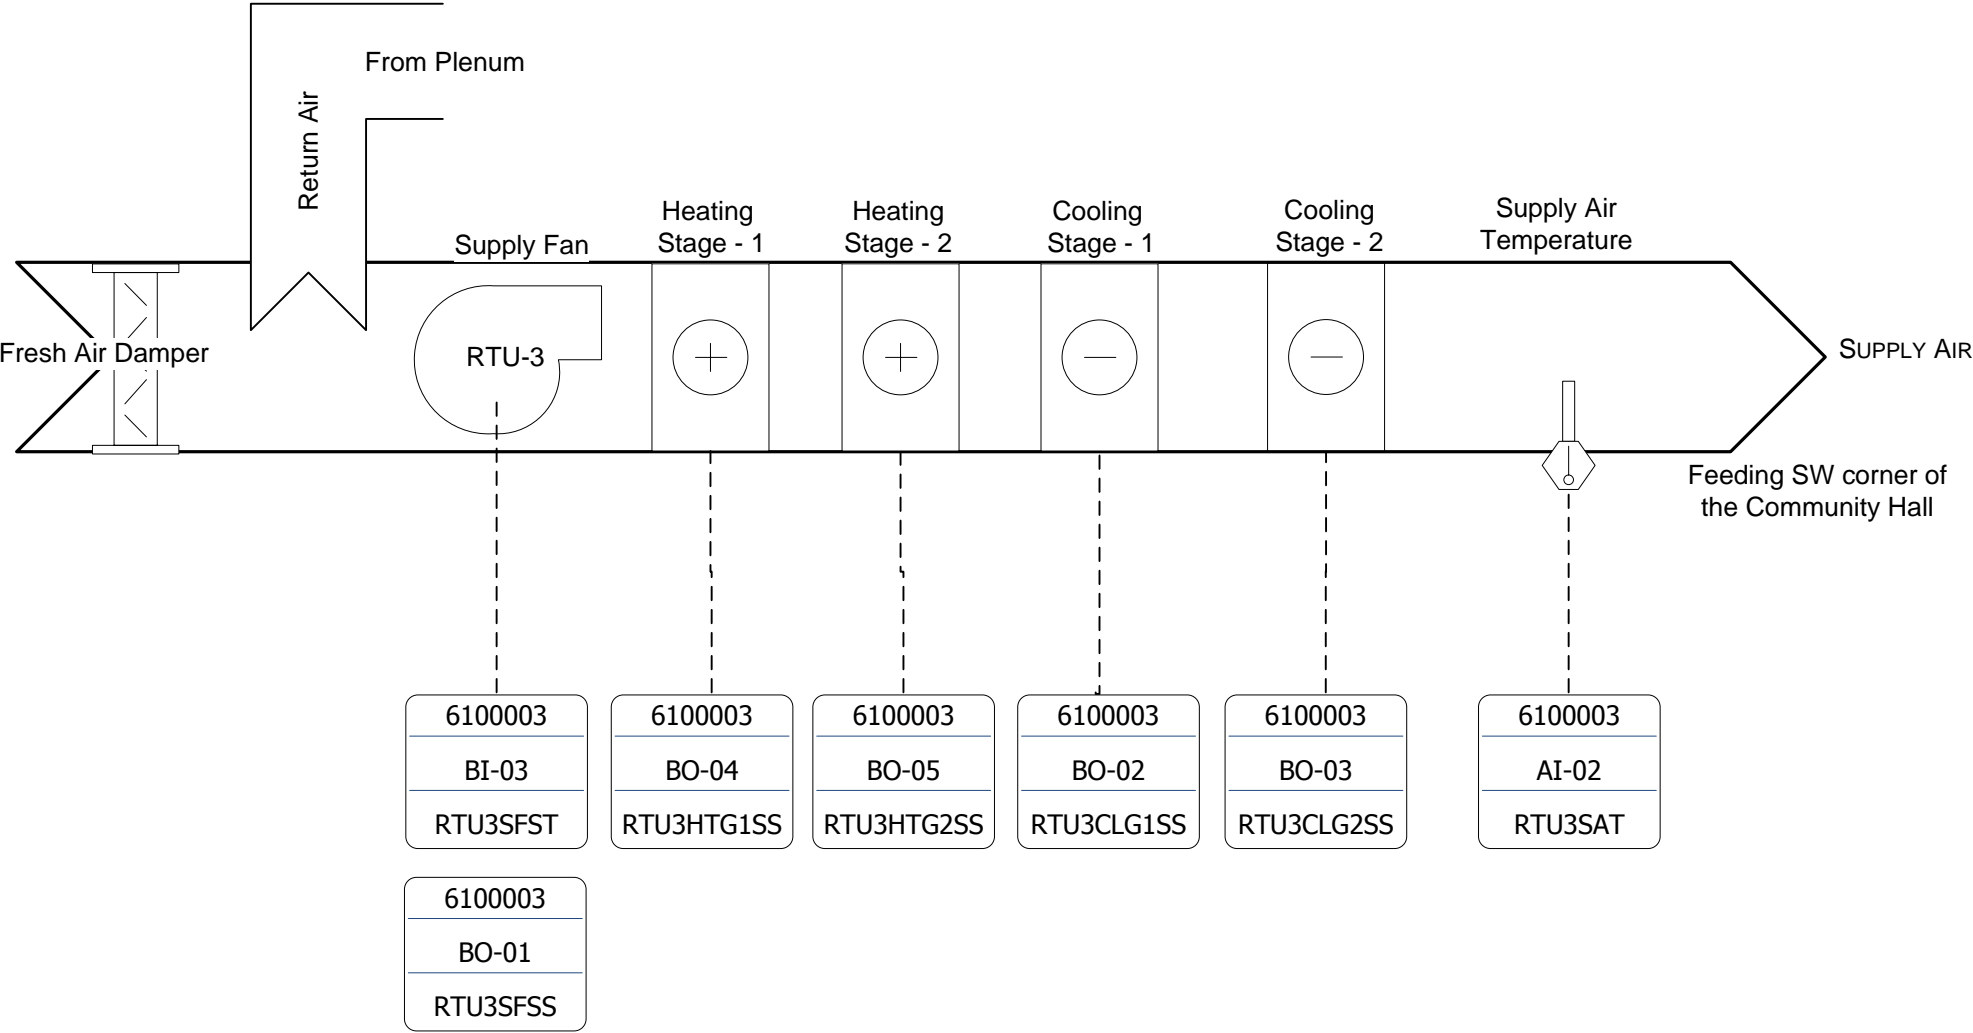 From Plenum
Return Air
Supply Fan
Heating
Stage - 1
Heating
Stage - 2
Cooling
Stage - 1
Cooling
Stage - 2
Supply Air
Temperature
Fresh Air Damper
RTU-3
SUPPLY AIR
Feeding SW corner of
the Community Hall
6100003
BI-03
RTU3SFST
6100003
BO-04
RTU3HTG1SS
6100003
BO-05
RTU3HTG2SS
6100003
BO-02
RTU3CLG1SS
6100003
BO-03
RTU3CLG2SS
6100003
AI-02
RTU3SAT
6100003
BO-01
RTU3SFSS